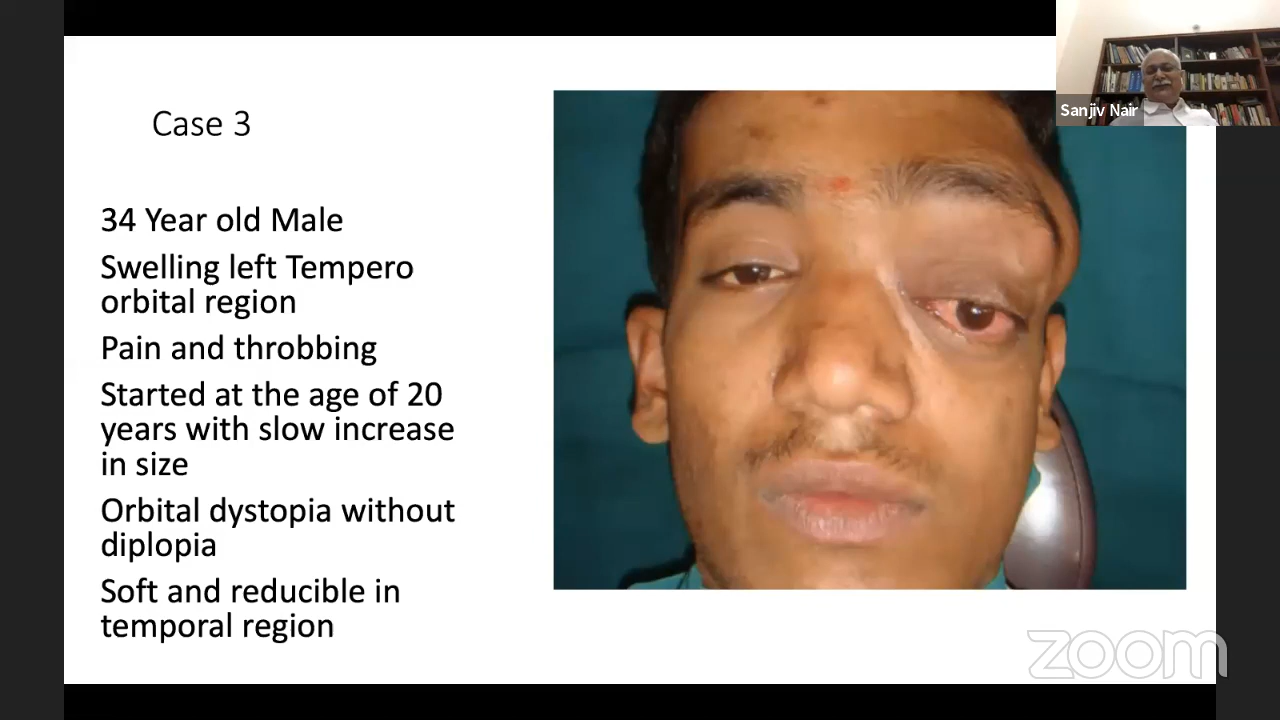 Case 3
34 Year old Male
Swelling left Tempero
orbital region
Pain and throbbing
Started at the age of 20
years with slow increase
in size
Orbital dystopia without
diplopia
Soft and reducible in
temporal region
Sanjiv Nair
zoom